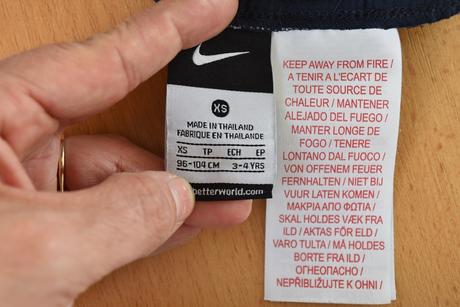 XS
MADE IN THAILAND
FABRIQUE EN THAILANDE
XS TP ECH EP
96-104 CM 3-4 YRS
betterworld.com
KEEP AWAY FROM FIRE /
A TENIR A L'ECART DE
TOUTE SOURCE DE
CHALEUR / MANTENER
ALEJADO DEL FUEGO /
MANTER LONGE DE
FOGO / TENERE
LONTANO DAL FUOCO /
VON OFFENEM FEUER
FERNHALTEN / NIET BIJ
VUUR LATEN KOMEN /
ΜΑΚΡΙΑ ΑΠΟ ΦΩΤΙΑ /
SKAL HOLDES VÆK FRA
ILD / AKTAS FÖR ELD /
VARO TULTA / MÅ HOLDES
BORTE FRA ILD /
ОГНЕОПАСНО /
NEPŘIBLIŽUJTE K OHNI /